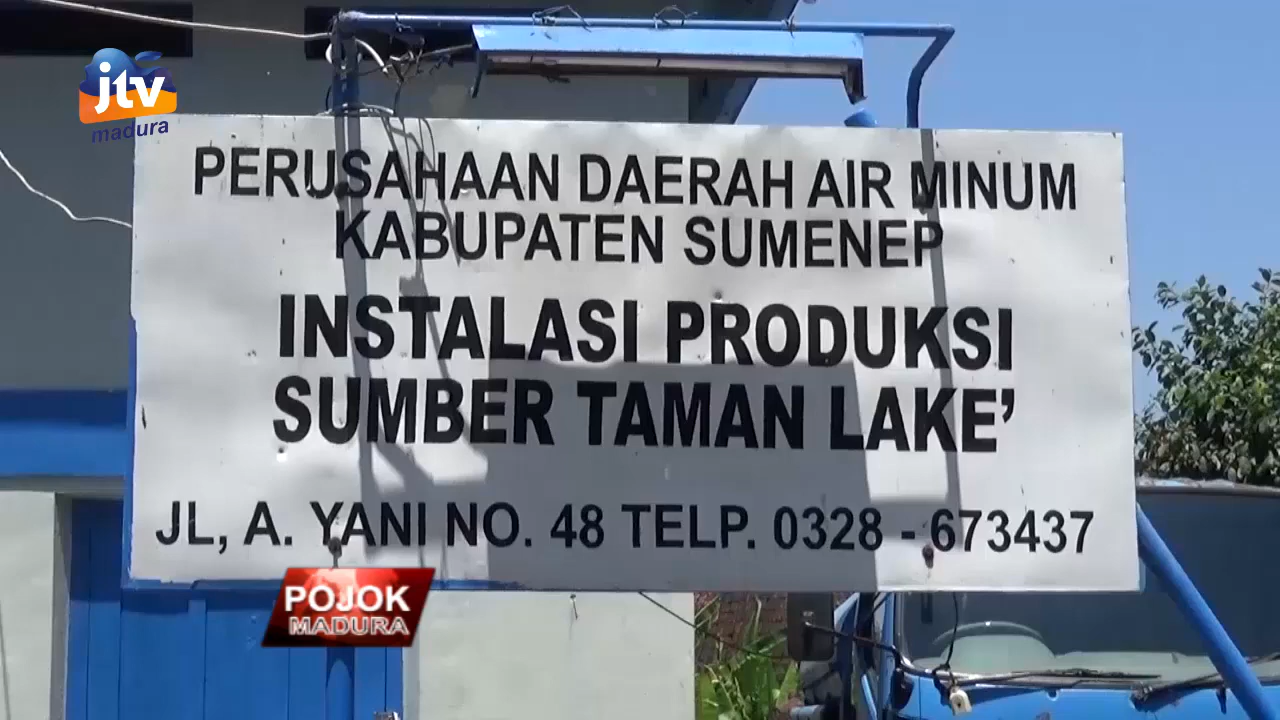 jtv
madura
PERUSAHAAN DAERAH AIR MINUM
KABUPATEN SUMENEP
INSTALASI PRODUKSI
SUMBER TAMAN LAKE’
JL, A. YANI NO. 48 TELP. 0328 - 673437
POJOK
MADURA